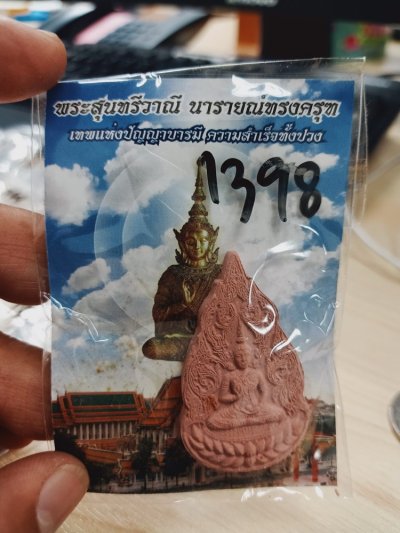 พระสุนทรีวาณี นารายณ์ทรงครุฑ
เทพแห่งปัญญาบารมี ความสำเร็จทั้งปวง
1398